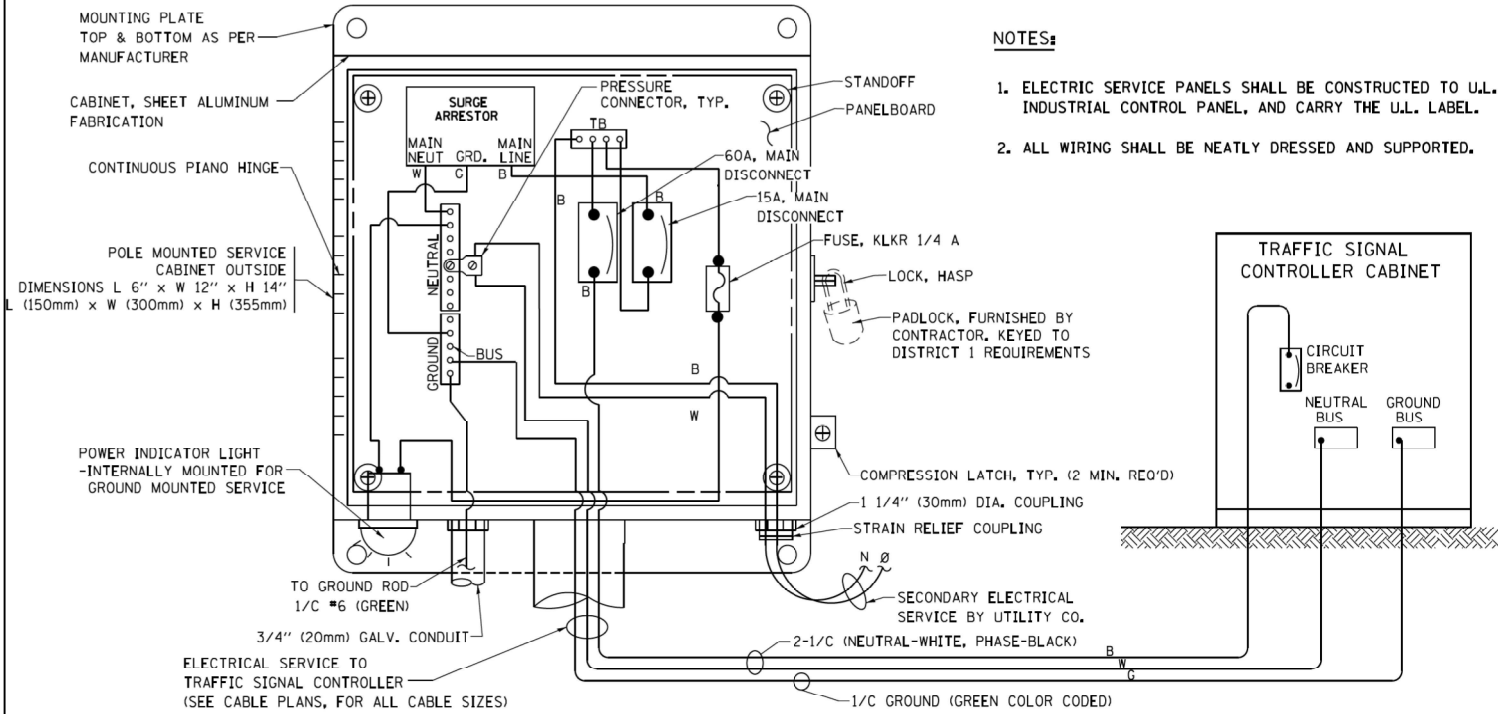 MOUNTING PLATE
TOP & BOTTOM AS PER
MANUFACTURER
CABINET, SHEET ALUMINUM
FABRICATION
CONTINUOUS PIANO HINGE
POLE MOUNTED SERVICE
CABINET OUTSIDE
DIMENSIONS L 6" × W 12" × H 14"
L (150mm) × W (300mm) × H (355mm)
POWER INDICATOR LIGHT
-INTERNALLY MOUNTED FOR
GROUND MOUNTED SERVICE
SURGE
ARRESTOR
MAIN
NEUT
GRD.
MAIN
LINE
W
G
B
PRESSURE
CONNECTOR, TYP.
TB
60A, MAIN
DISCONNECT
15A, MAIN
DISCONNECT
B
B
B
NEUTRAL
GROUND
BUS
B
W
STANDOFF
PANELBOARD
FUSE, KLKR 1/4 A
LOCK, HASP
PADLOCK, FURNISHED BY
CONTRACTOR. KEYED TO
DISTRICT 1 REQUIREMENTS
COMPRESSION LATCH, TYP. (2 MIN. REQ'D)
1 1/4" (30mm) DIA. COUPLING
STRAIN RELIEF COUPLING
N Ø
SECONDARY ELECTRICAL
SERVICE BY UTILITY CO.
TO GROUND ROD
1/C #6 (GREEN)
3/4" (20mm) GALV. CONDUIT
ELECTRICAL SERVICE TO
TRAFFIC SIGNAL CONTROLLER
(SEE CABLE PLANS, FOR ALL CABLE SIZES)
2-1/C (NEUTRAL-WHITE, PHASE-BLACK)
B
W
G
1/C GROUND (GREEN COLOR CODED)
NOTES:
1. ELECTRIC SERVICE PANELS SHALL BE CONSTRUCTED TO U.L.
INDUSTRIAL CONTROL PANEL, AND CARRY THE U.L. LABEL.
2. ALL WIRING SHALL BE NEATLY DRESSED AND SUPPORTED.
TRAFFIC SIGNAL
CONTROLLER CABINET
CIRCUIT
BREAKER
NEUTRAL
BUS
GROUND
BUS